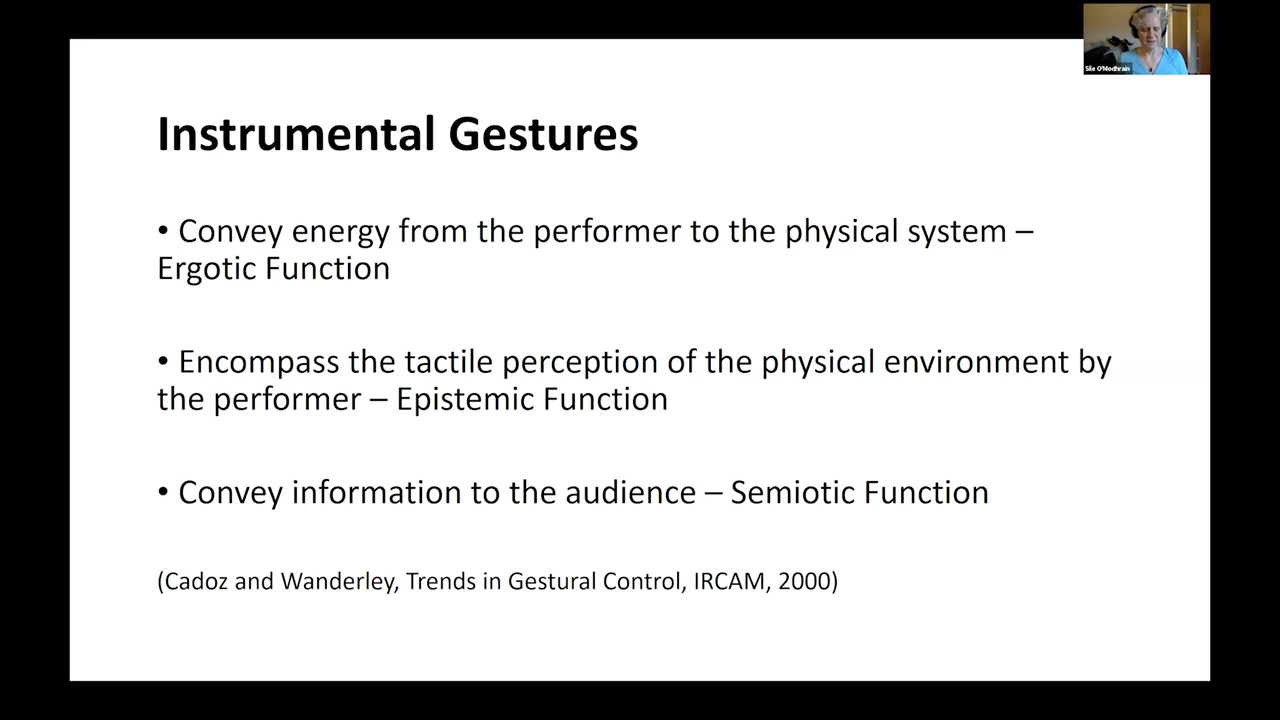 Sile O'Modhrain
Instrumental Gestures
• Convey energy from the performer to the physical system –
Ergotic Function
• Encompass the tactile perception of the physical environment by
the performer – Epistemic Function
• Convey information to the audience – Semiotic Function
(Cadoz and Wanderley, Trends in Gestural Control, IRCAM, 2000)